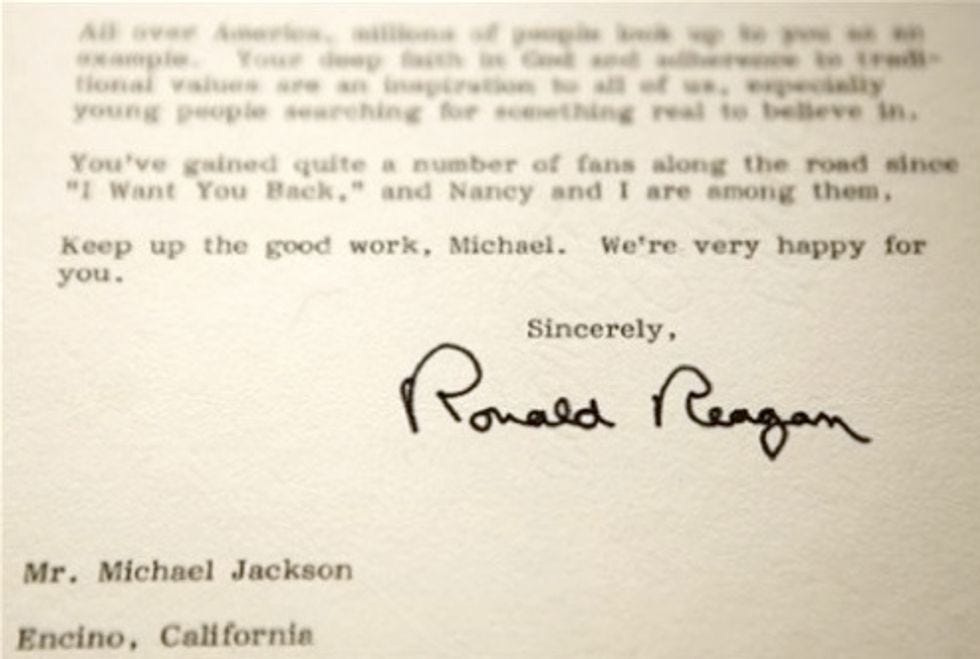 All over America, millions of people look up to you as an
example. Your deep faith in God and adherence to tradi-
tional values are an inspiration to all of us, especially
young people searching for something real to believe in.
You've gained quite a number of fans along the road since
"I Want You Back," and Nancy and I are among them.
Keep up the good work, Michael. We're very happy for
you.
Sincerely,
Ronald Reagan
Mr. Michael Jackson
Encino, California